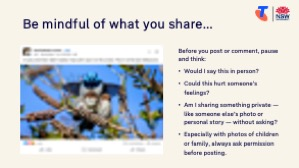 Be mindful of what you share...
NSW
Before you post or comment, pause
and think:
• Would I say this in person?
• Could this hurt someone's
feelings?
• Am I sharing something private —
like someone else's photo or
personal story — without asking?
• Especially with photos of children
or family, always ask permission
before posting.